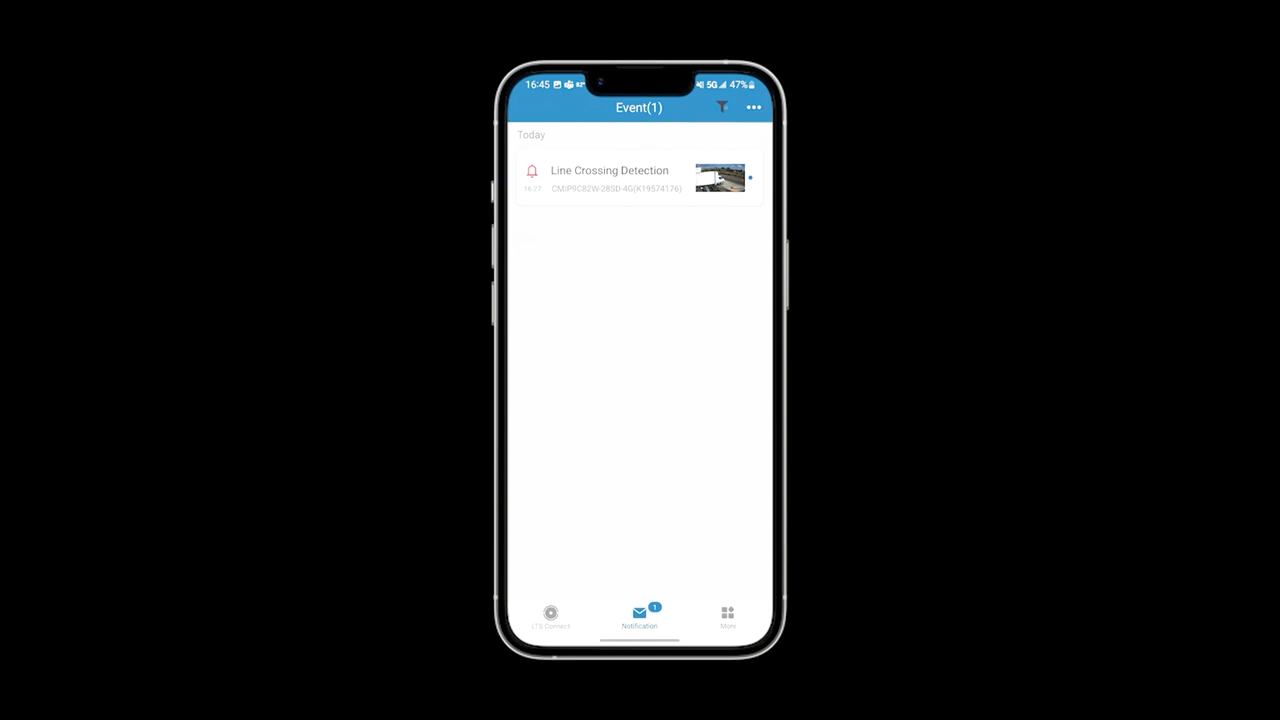 16:45 82° 5G 47%
Event(1)
Today
Line Crossing Detection
16:27 CMIP9C82W-28SD-4G(K19574176)
1
LTS Connect Notification More